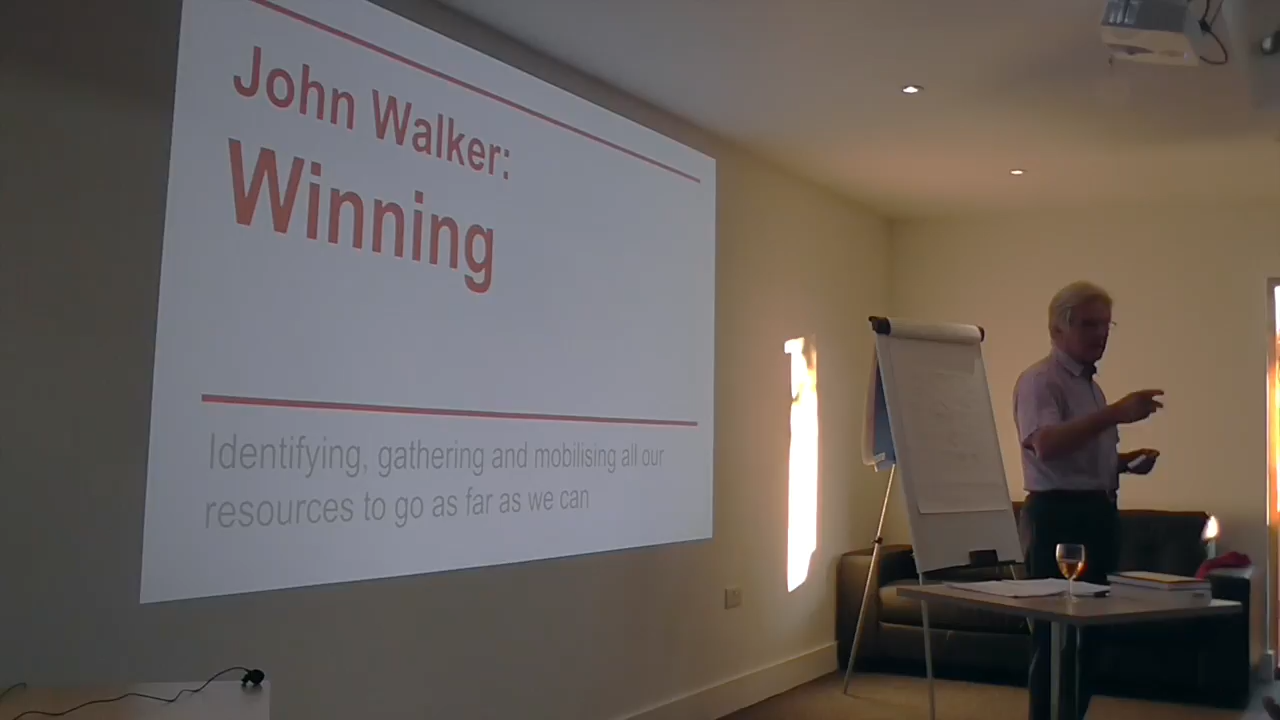 John Walker:
Winning
Identifying, gathering and mobilising all our
resources to go as far as we can